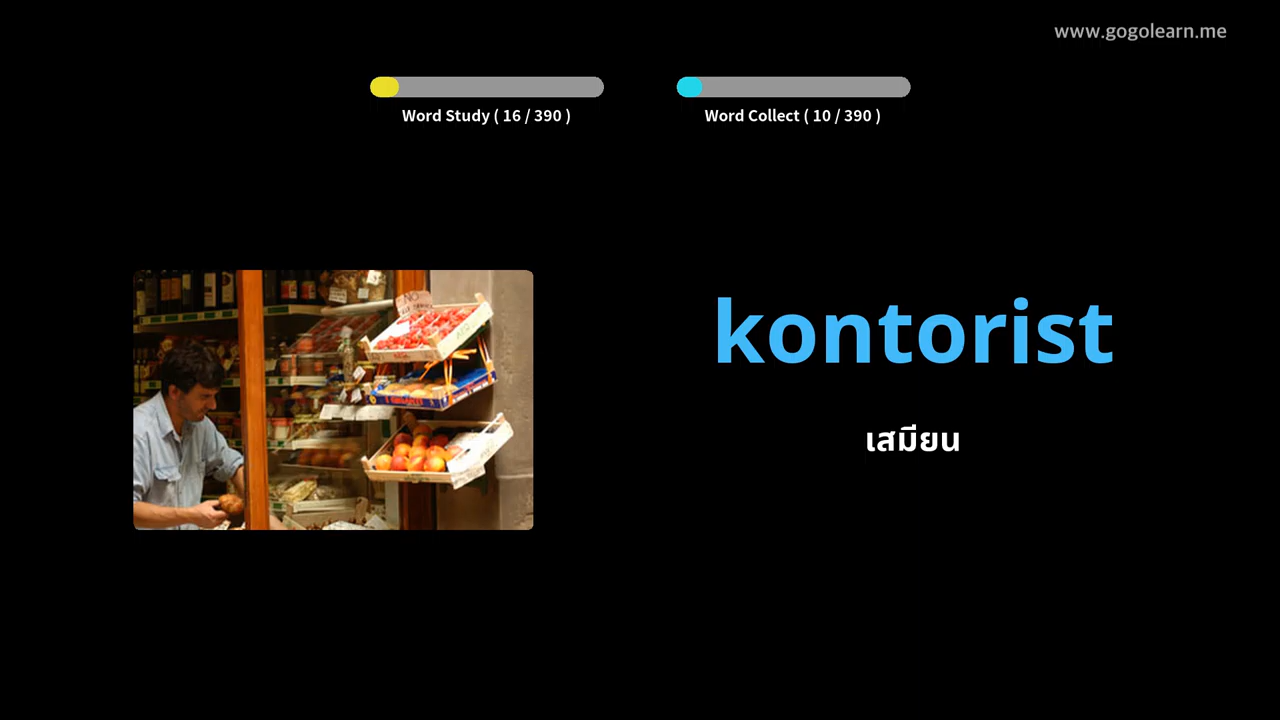 www.gogolearn.me
Word Study ( 16 / 390 )
Word Collect ( 10 / 390 )
kontorist
เสมียน